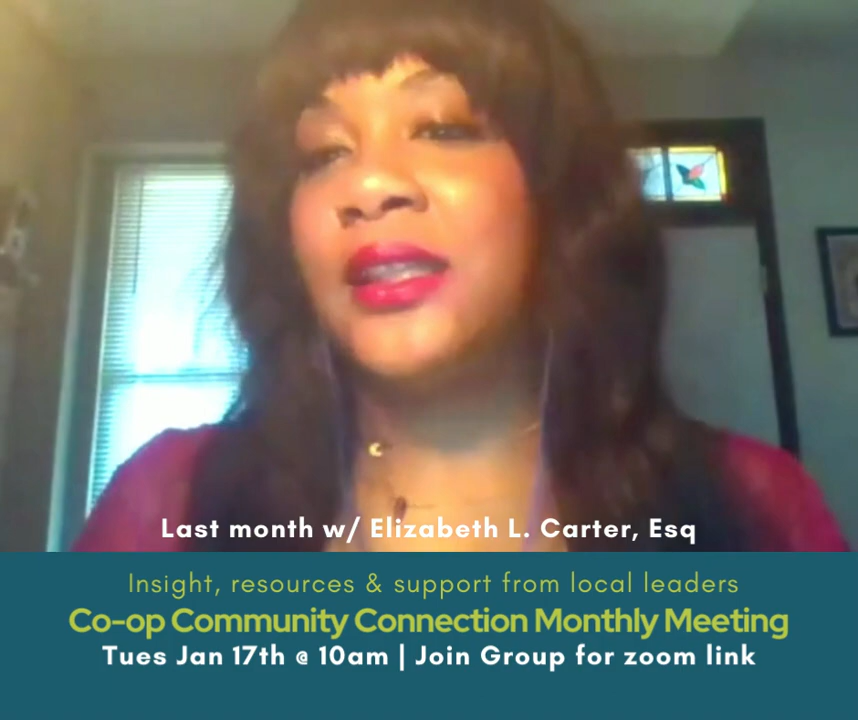 Last month w/ Elizabeth L. Carter, Esq
Insight, resources & support from local leaders
Co-op Community Connection Monthly Meeting
Tues Jan 17th @ 10am | Join Group for zoom link